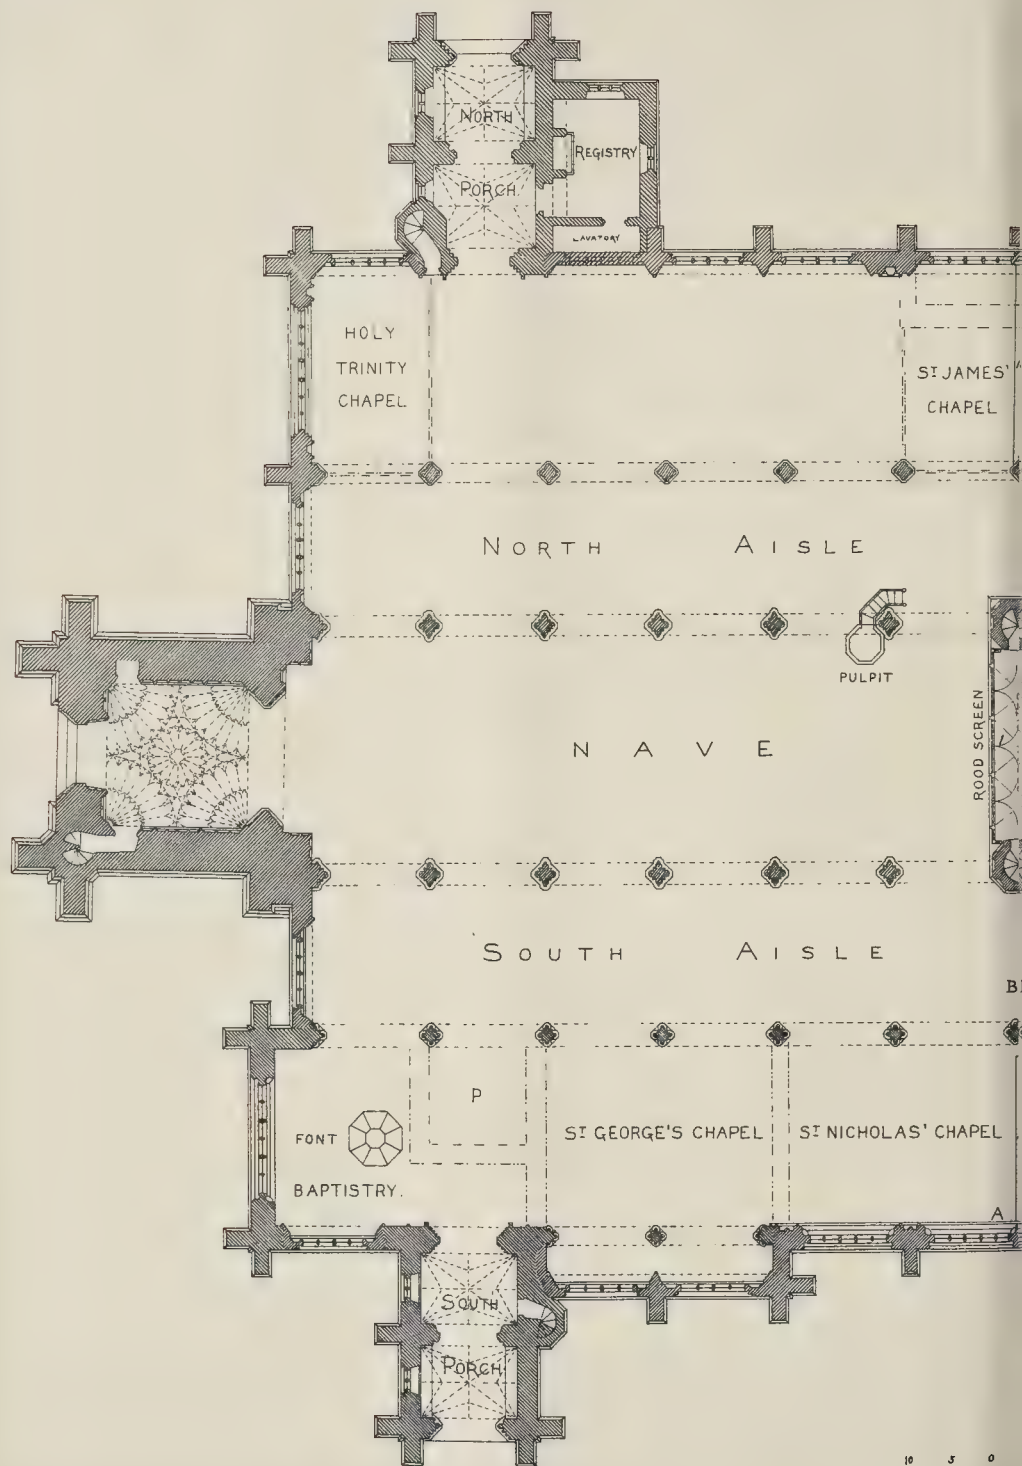 NORTH
PORCH
REGISTRY
LAVATORY
HOLY
TRINITY
CHAPEL
ST JAMES'
CHAPEL
NORTH AISLE
PULPIT
ROOD SCREEN
NAVE
SOUTH AISLE
P
FONT
BAPTISTRY.
ST GEORGE'S CHAPEL
ST NICHOLAS' CHAPEL
A
SOUTH
PORCH
10 5 0